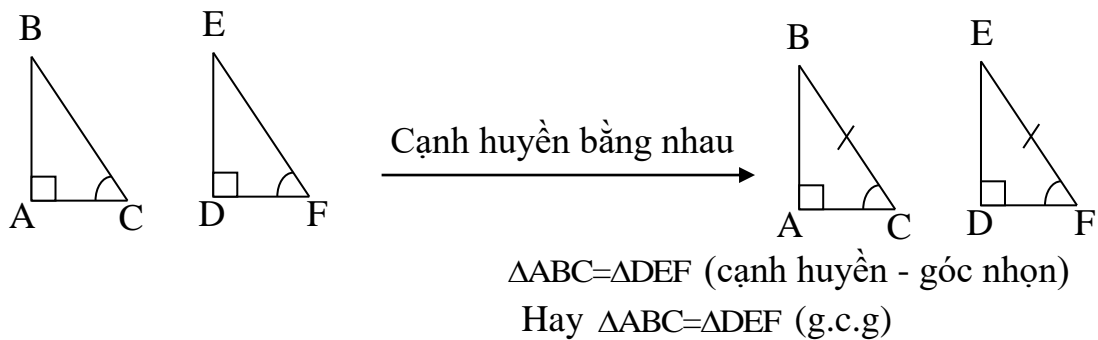 B
E
A
C
D
F
Cạnh huyền bằng nhau
B
E
A
C
D
F
ΔABC=ΔDEF (cạnh huyền - góc nhọn)
Hay ΔABC=ΔDEF (g.c.g)